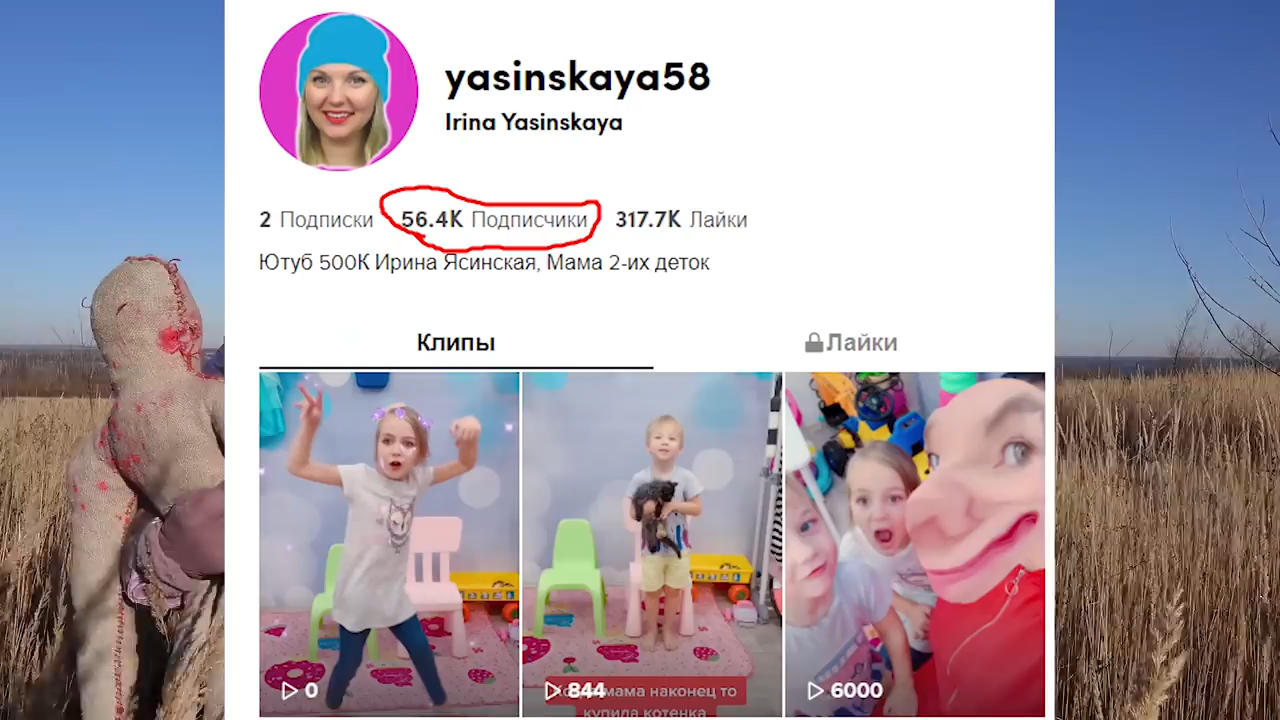 yasinskaya58
Irina Yasinskaya
2 Подписки 56.4K Подписчики 317.7K Лайки
Ютуб 500К Ирина Ясинская, Мама 2-их деток
Клипы Лайки
0 844 6000
мама наконец то
купила котенка